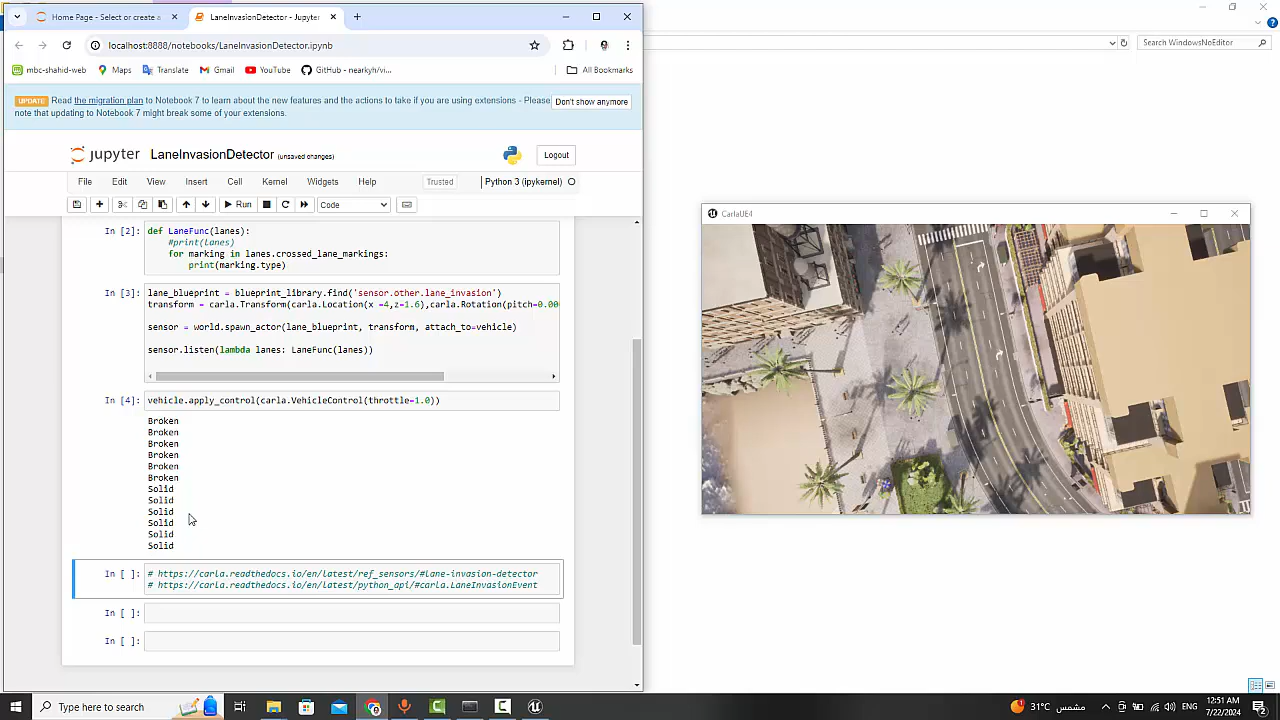 Home Page - Select or create a
LaneInvasionDetector - Jupyter
localhost:8888/notebooks/LaneInvasionDetector.ipynb
Search WindowsNoEditor
mbc-shahid-web
Maps
Translate
Gmail
YouTube
GitHub - nearkyh/vi...
All Bookmarks
UPDATE Read the migration plan to Notebook 7 to learn about the new features and the actions to take if you are using extensions - Please
note that updating to Notebook 7 might break some of your extensions.
Don't show anymore
jupyter LaneInvasionDetector (unsaved changes)
Logout
File Edit View Insert Cell Kernel Widgets Help
Trusted
Python 3 (ipykernel)
Run
Code
In [2]: def LaneFunc(lanes):
#print(lanes)
for marking in lanes.crossed_lane_markings:
print(marking.type)
In [3]: lane_blueprint = blueprint_library.find('sensor.other.lane_invasion')
transform = carla.Transform(carla.Location(x =4,z=1.6),carla.Rotation(pitch=0.00
sensor = world.spawn_actor(lane_blueprint, transform, attach_to=vehicle)
sensor.listen(lambda lanes: LaneFunc(lanes))
In [4]: vehicle.apply_control(carla.VehicleControl(throttle=1.0))
Broken
Broken
Broken
Broken
Broken
Broken
Solid
Solid
Solid
Solid
Solid
Solid
In [ ]: # https://carla.readthedocs.io/en/latest/ref_sensors/#lane-invasion-detector
# https://carla.readthedocs.io/en/latest/python_api/#carla.LaneInvasionEvent
In [ ]:
In [ ]:
CarlaUE4
Type here to search
31°C مشمس
ENG
12:51 AM
7/22/2024